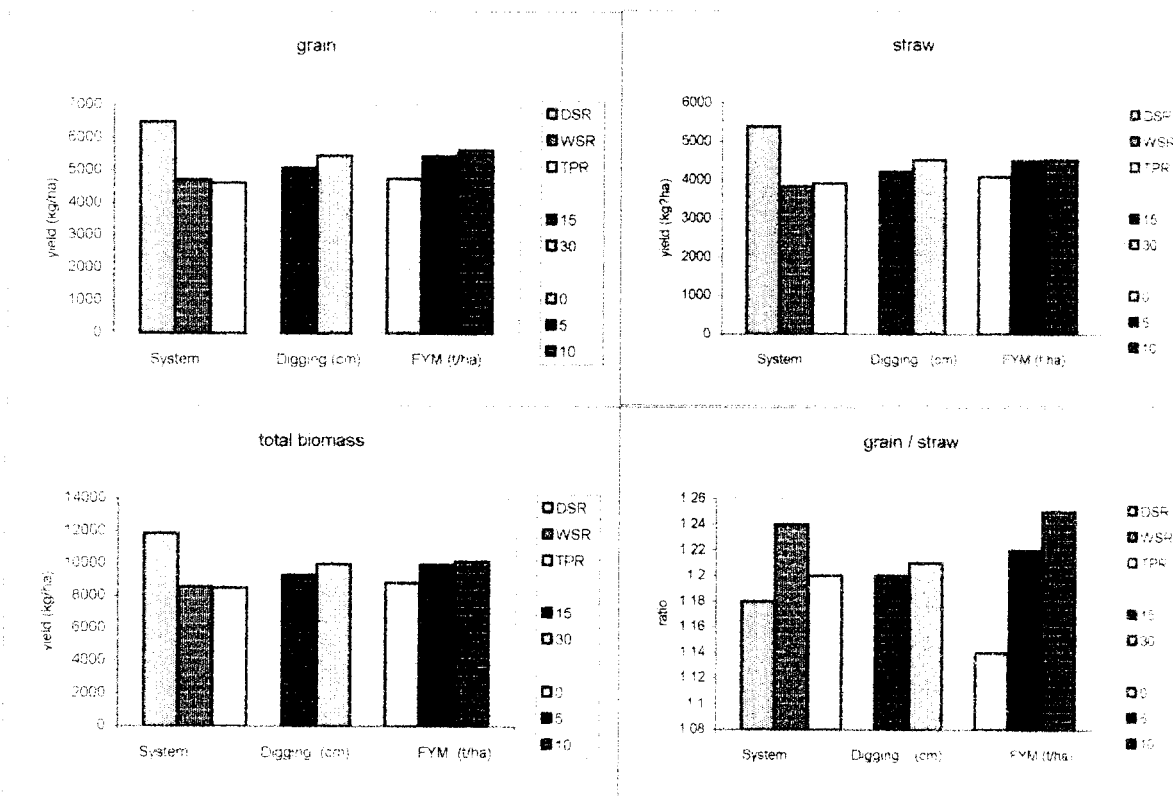 grain
yield (kg/ha)
7000
6000
5000
4000
3000
2000
1000
0
System
Digging (cm)
FYM (t/ha)
DSR
WSR
TPR
15
30
0
5
10
straw
yield (kg?ha)
6000
5000
4000
3000
2000
1000
0
System
Digging (cm)
FYM (t/ha)
DSR
WSR
TPR
15
30
0
5
10
total biomass
yield (kg/ha)
14000
12000
10000
8000
6000
4000
2000
0
System
Digging (cm)
FYM (t/ha)
DSR
WSR
TPR
15
30
0
5
10
grain / straw
ratio
1.26
1.24
1.22
1.2
1.18
1.16
1.14
1.12
1.1
1.08
System
Digging (cm)
FYM (t/ha)
DSR
WSR
TPR
15
30
0
5
10